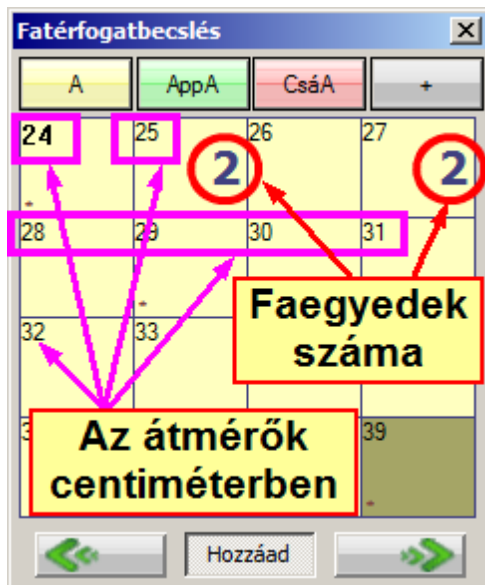 Fatérfogatbecslés
A AppA CsáA +
24 25 26 27
2 2
28 29 30 31
32 33
Faegyedek
száma
39
Az átmérők
centiméterben
Hozzáad